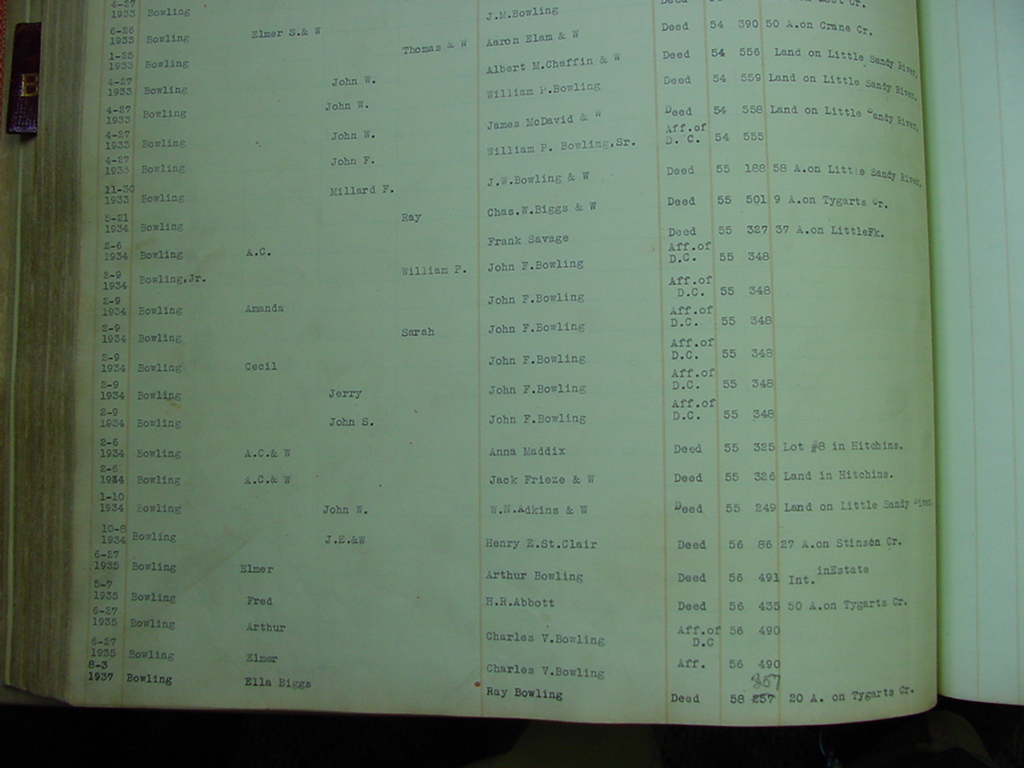 4-27
1933 Bowling
6-26
1933 Bowling Elmer S.& W J.M.Bowling Deed Cr.
1-25
1933 Bowling Thomas & W Aaron Elam & W Deed 54 390 50 A.on Crane Cr.
4-27
1933 Bowling John W. Albert M.Chaffin & W Deed 54 556 Land on Little Sandy River.
4-27
1933 Bowling John W. William P.Bowling Deed 54 559 Land on Little Sandy River.
4-27
1933 Bowling John W. James McDavid & W Deed 54 558 Land on Little Sandy River.
4-27
1933 Bowling John F. William P. Bowling,Sr. Aff.of D. C. 54 555
11-30
1933 Bowling Millard F. J.W.Bowling & W Deed 55 188 58 A.on Little Sandy River.
5-21
1934 Bowling Ray Chas.W.Biggs & W Deed 55 501 9 A.on Tygarts Cr.
2-6
1934 Bowling A.C. Frank Savage Deed 55 327 37 A.on LittleFk.
2-9
1934 Bowling,Jr. William P. John F.Bowling Aff.of D.C. 55 348
2-9
1934 Bowling Amanda John F.Bowling Aff.of D.C. 55 348
2-9
1934 Bowling Sarah John F.Bowling Aff.of D.C. 55 348
2-9
1934 Bowling Cecil John F.Bowling Aff.of D.C. 55 348
2-9
1934 Bowling Jerry John F.Bowling Aff.of D.C. 55 348
2-9
1934 Bowling John S. John F.Bowling Aff.of D.C. 55 348
2-6
1934 Bowling A.C.& W Anna Maddix Deed 55 325 Lot #8 in Hitchins.
2-6
1934 Bowling A.C.& W Jack Frieze & W Deed 55 326 Land in Hitchins.
1-10
1934 Bowling John W. W.N.Adkins & W Deed 55 249 Land on Little Sandy River.
10-8
1934 Bowling J.E.&W Henry E.St.Clair Deed 56 86 27 A.on Stinson Cr.
6-27
1935 Bowling Elmer Arthur Bowling Deed 56 491 Int. inEstate
5-7
1935 Bowling Fred H.R.Abbott Deed 56 435 50 A.on Tygarts Cr.
6-27
1935 Bowling Arthur Charles V.Bowling Aff.of D.C 56 490
6-27
1935 Bowling Elmer Charles V.Bowling Aff. 56 490
8-3
1937 Bowling Ella Biggs Ray Bowling Deed 58 257 357 20 A. on Tygarts Cr.
B